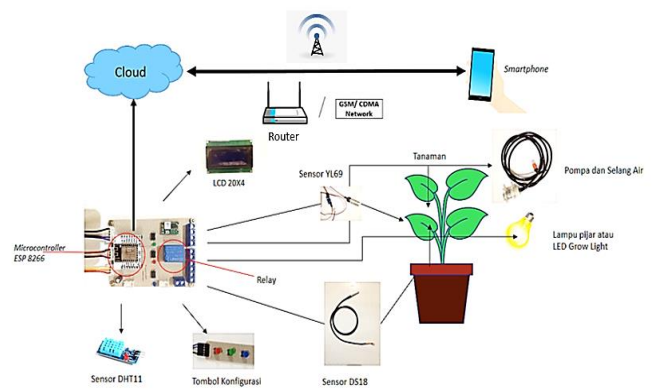 Cloud
Smartphone
GSM/ CDMA
Network
Router
LCD 20X4
Sensor YL69
Tanaman
Pompa dan Selang Air
Microcontroller
ESP 8266
Relay
Lampu pijar atau
LED Grow Light
Sensor DHT11
Tombol Konfigurasi
Sensor DS18